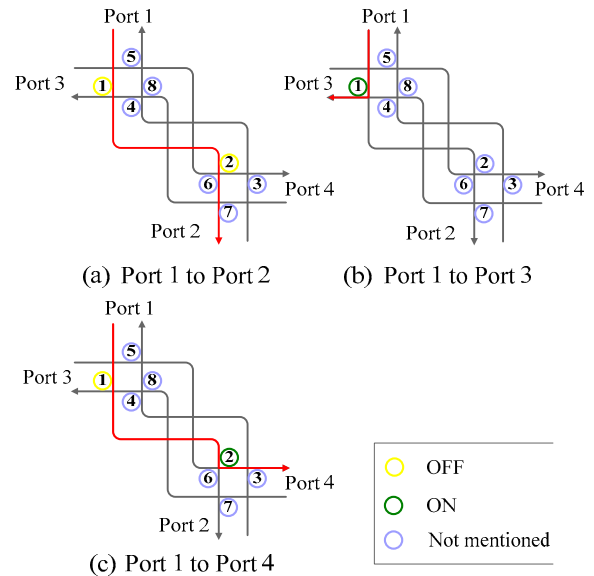 Port 1
Port 1
5
5
Port 3
1
8
Port 3
1
8
4
4
2
2
6
3
6
3
Port 4
Port 4
7
7
Port 2
Port 2
(a) Port 1 to Port 2
(b) Port 1 to Port 3
Port 1
5
Port 3
1
8
4
2
6
3
Port 4
7
Port 2
(c) Port 1 to Port 4
OFF
ON
Not mentioned